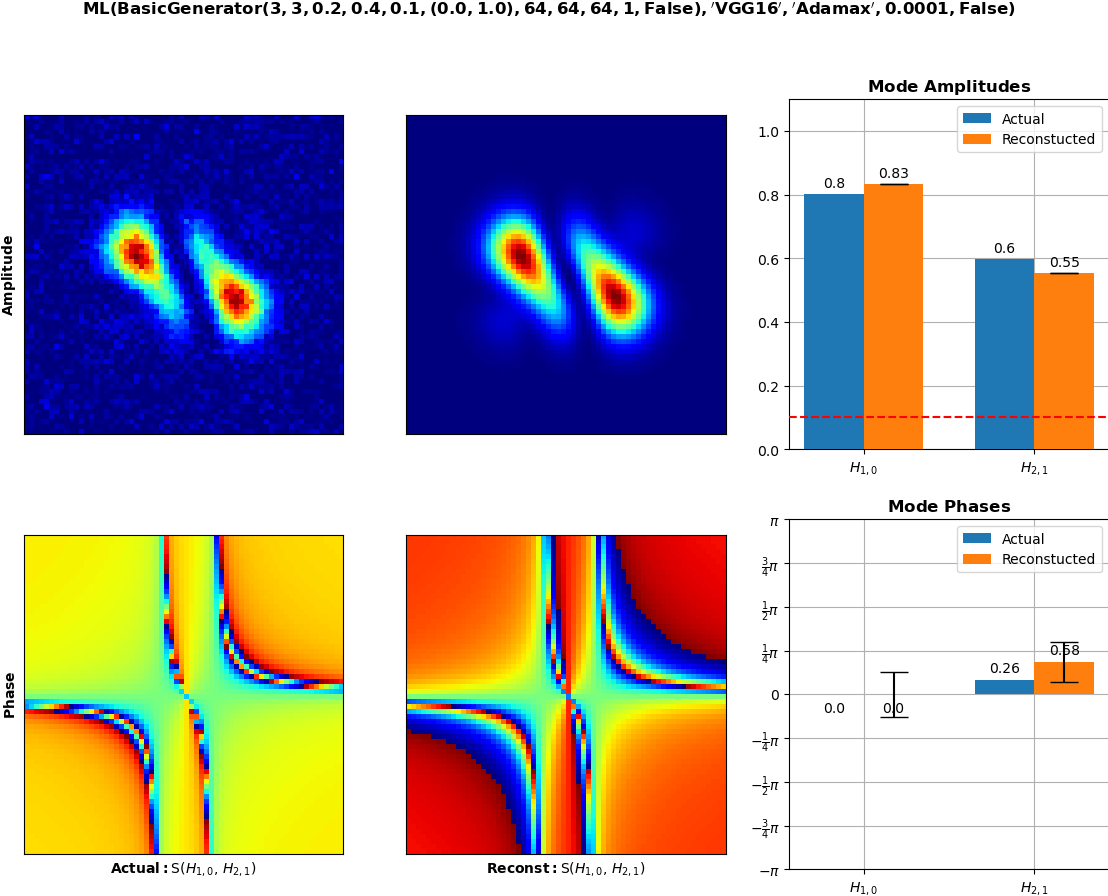 ML(BasicGenerator(3, 3, 0.2, 0.4, 0.1, (0.0, 1.0), 64, 64, 64, 1, False), ′VGG16′, ′Adamax′, 0.0001, False)
Amplitude
Mode Amplitudes
Actual
Reconstucted
1.0
0.8
0.6
0.4
0.2
0.0
0.8
0.83
0.6
0.55
H1,0
H2,1
Phase
Actual: S(H1,0, H2,1)
Reconst: S(H1,0, H2,1)
Mode Phases
Actual
Reconstucted
π
3/4π
1/2π
1/4π
0
−1/4π
−1/2π
−3/4π
−π
0.0
0.0
0.26
0.58
H1,0
H2,1